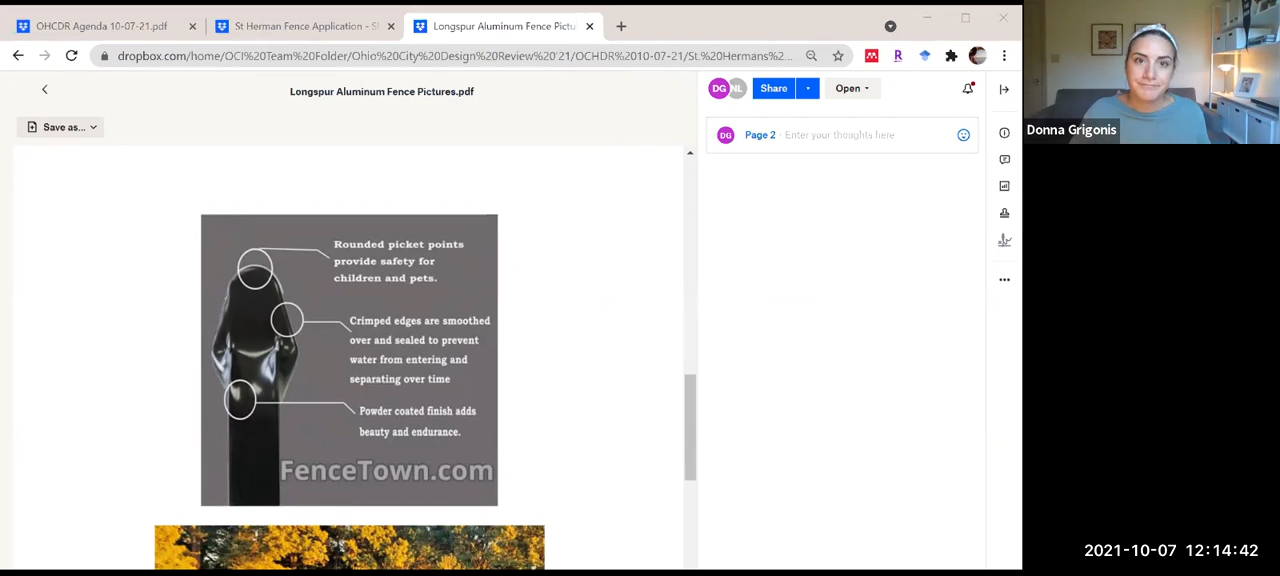 OHCDR Agenda 10-07-21.pdf
St Herman Fence Application - S
Longspur Aluminum Fence Pictu
dropbox.com/home/OCI%20Team%20Folder/Ohio%20City%20Design%20Review%20'21/OCHDR%2010-07-21/St.%20Hermans%2...
Longspur Aluminum Fence Pictures.pdf
DG
NL
Share
Open
Save as...
DG
Page 2
Enter your thoughts here
Donna Grigonis
Rounded picket points
provide safety for
children and pets.
Crimped edges are smoothed
over and sealed to prevent
water from entering and
separating over time
Powder coated finish adds
beauty and endurance.
FenceTown.com
2021-10-07 12:14:42